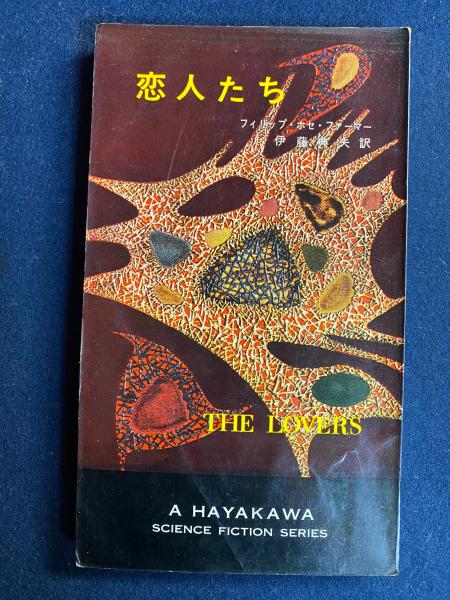 恋人たち
フィリップ・ホセ・ファーマー
伊藤典夫訳
THE LOVERS
A HAYAKAWA
SCIENCE FICTION SERIES